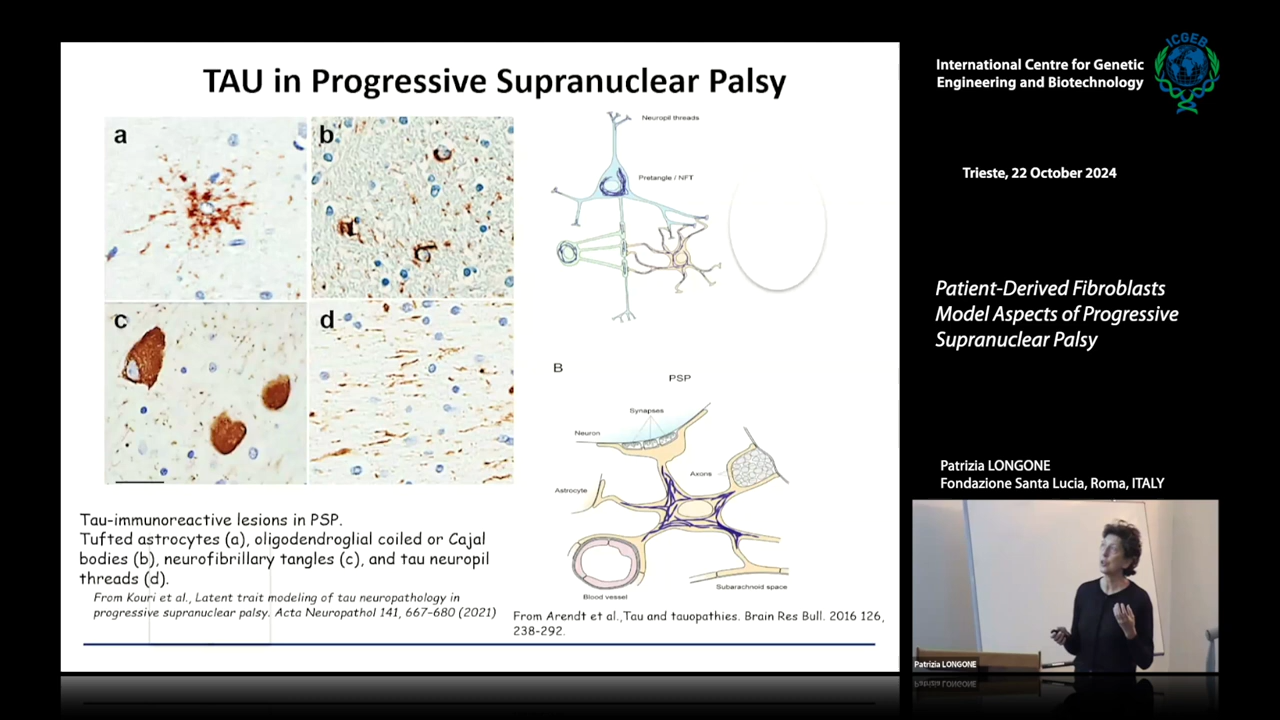 TAU in Progressive Supranuclear Palsy
a
b
c
d
Neuropil threads
Pretangle / NFT
B
PSP
Synapses
Neuron
Axons
Astrocyte
Blood vessel
Subarachnoid space
Tau-immunoreactive lesions in PSP.
Tufted astrocytes (a), oligodendroglial coiled or Cajal
bodies (b), neurofibrillary tangles (c), and tau neuropil
threads (d).
From Kouri et al., Latent trait modeling of tau neuropathology in
progressive supranuclear palsy. Acta Neuropathol 141, 667-680 (2021)
From Arendt et al.,Tau and tauopathies. Brain Res Bull. 2016 126,
238-292.
International Centre for Genetic
Engineering and Biotechnology
ICGEB
Trieste, 22 October 2024
Patient-Derived Fibroblasts
Model Aspects of Progressive
Supranuclear Palsy
Patrizia LONGONE
Fondazione Santa Lucia, Roma, ITALY
Patrizia LONGONE